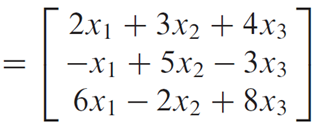 2x₁ + 3x₂ + 4x₃
= −x₁ + 5x₂ − 3x₃
6x₁ − 2x₂ + 8x₃